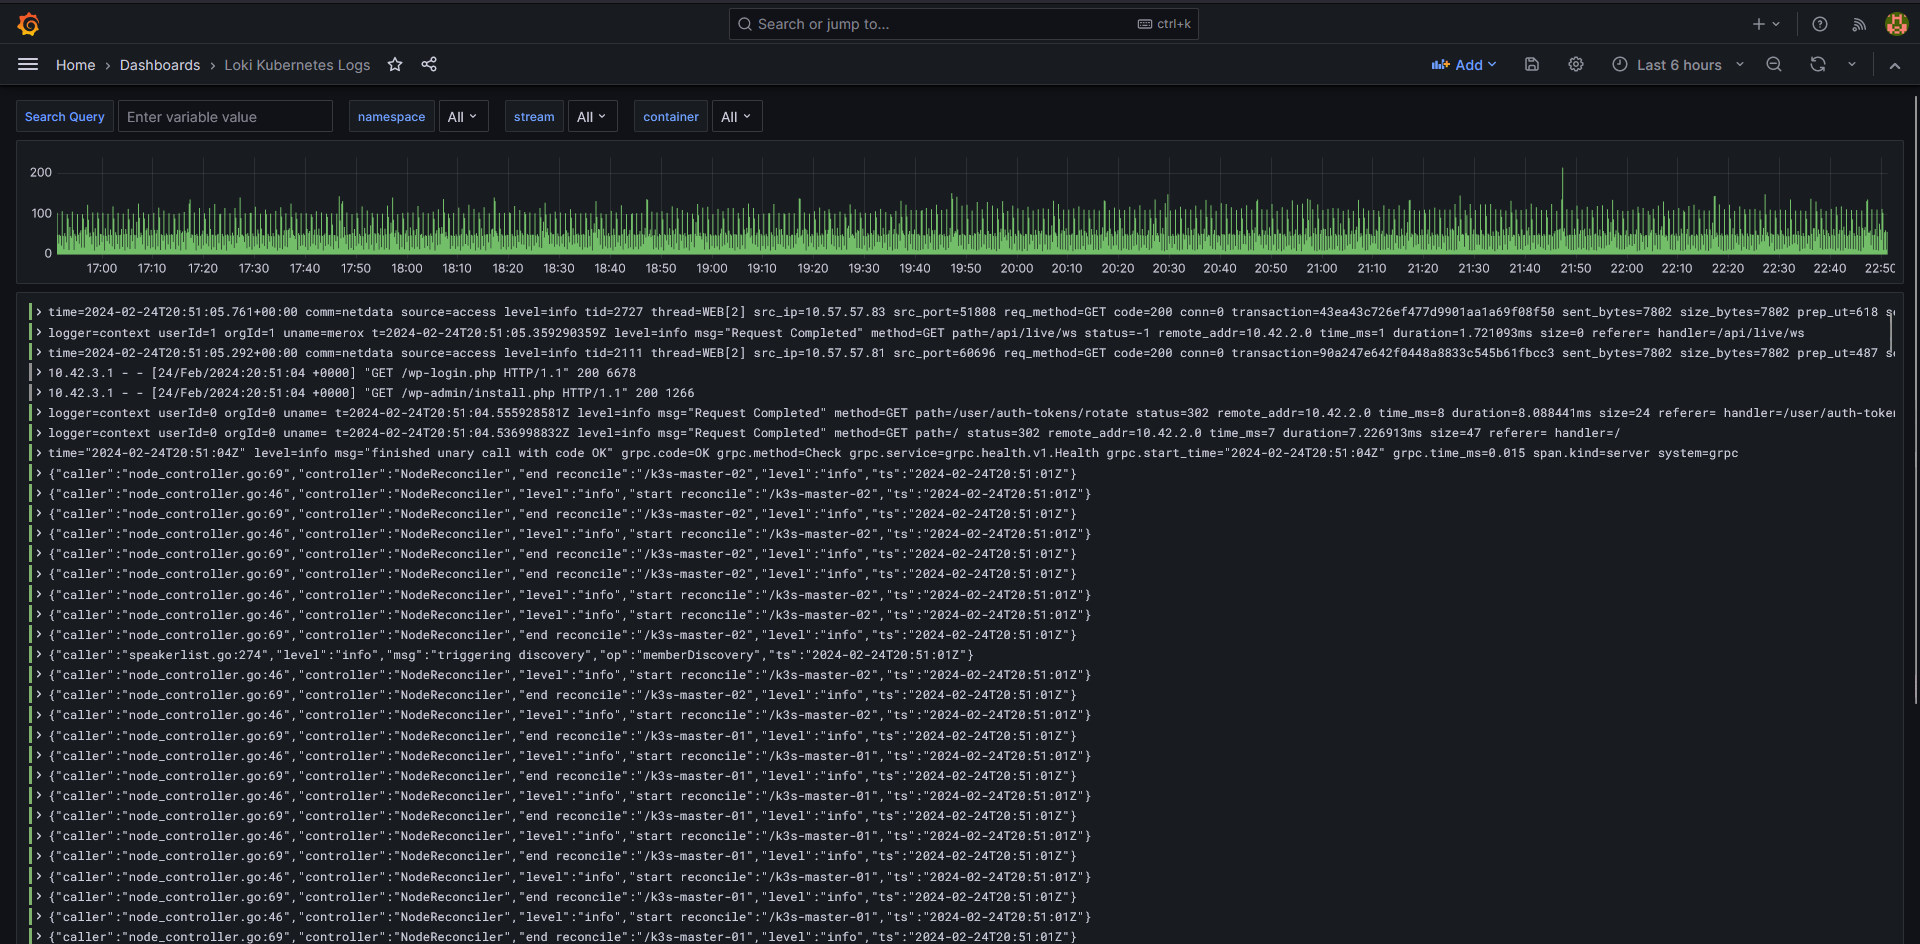 Search or jump to... ctrl+k
Home › Dashboards › Loki Kubernetes Logs Add Last 6 hours
Search Query Enter variable value namespace All stream All container All
200
100
0
17:00 17:10 17:20 17:30 17:40 17:50 18:00 18:10 18:20 18:30 18:40 18:50 19:00 19:10 19:20 19:30 19:40 19:50 20:00 20:10 20:20 20:30 20:40 20:50 21:00 21:10 21:20 21:30 21:40 21:50 22:00 22:10 22:20 22:30 22:40 22:50
time=2024-02-24T20:51:05.761+00:00 comm=netdata source=access level=info tid=2727 thread=WEB[2] src_ip=10.57.57.83 src_port=51808 req_method=GET code=200 conn=0 transaction=43ea43c726ef477d9901aa1a69f08f50 sent_bytes=7802 size_bytes=7802 prep_ut=618
logger=context userId=1 orgId=1 uname=merox t=2024-02-24T20:51:05.359290359Z level=info msg="Request Completed" method=GET path=/api/live/ws status=-1 remote_addr=10.42.2.0 time_ms=1 duration=1.721093ms size=0 referer= handler=/api/live/ws
time=2024-02-24T20:51:05.292+00:00 comm=netdata source=access level=info tid=2111 thread=WEB[2] src_ip=10.57.57.81 src_port=60696 req_method=GET code=200 conn=0 transaction=90a247e642f0448a8833c545b61fbcc3 sent_bytes=7802 size_bytes=7802 prep_ut=487
10.42.3.1 - - [24/Feb/2024:20:51:04 +0000] "GET /wp-login.php HTTP/1.1" 200 6678
10.42.3.1 - - [24/Feb/2024:20:51:04 +0000] "GET /wp-admin/install.php HTTP/1.1" 200 1266
logger=context userId=0 orgId=0 uname= t=2024-02-24T20:51:04.555928581Z level=info msg="Request Completed" method=GET path=/user/auth-tokens/rotate status=302 remote_addr=10.42.2.0 time_ms=8 duration=8.088441ms size=24 referer= handler=/user/auth-token
logger=context userId=0 orgId=0 uname= t=2024-02-24T20:51:04.536998832Z level=info msg="Request Completed" method=GET path=/ status=302 remote_addr=10.42.2.0 time_ms=7 duration=7.226913ms size=47 referer= handler=/
time="2024-02-24T20:51:04Z" level=info msg="finished unary call with code OK" grpc.code=OK grpc.method=Check grpc.service=grpc.health.v1.Health grpc.start_time="2024-02-24T20:51:04Z" grpc.time_ms=0.015 span.kind=server system=grpc
{"caller":"node_controller.go:69","controller":"NodeReconciler","end reconcile":"/k3s-master-02","level":"info","ts":"2024-02-24T20:51:01Z"}
{"caller":"node_controller.go:46","controller":"NodeReconciler","level":"info","start reconcile":"/k3s-master-02","ts":"2024-02-24T20:51:01Z"}
{"caller":"node_controller.go:69","controller":"NodeReconciler","end reconcile":"/k3s-master-02","level":"info","ts":"2024-02-24T20:51:01Z"}
{"caller":"node_controller.go:46","controller":"NodeReconciler","level":"info","start reconcile":"/k3s-master-02","ts":"2024-02-24T20:51:01Z"}
{"caller":"node_controller.go:69","controller":"NodeReconciler","end reconcile":"/k3s-master-02","level":"info","ts":"2024-02-24T20:51:01Z"}
{"caller":"node_controller.go:69","controller":"NodeReconciler","end reconcile":"/k3s-master-02","level":"info","ts":"2024-02-24T20:51:01Z"}
{"caller":"node_controller.go:46","controller":"NodeReconciler","level":"info","start reconcile":"/k3s-master-02","ts":"2024-02-24T20:51:01Z"}
{"caller":"node_controller.go:46","controller":"NodeReconciler","level":"info","start reconcile":"/k3s-master-02","ts":"2024-02-24T20:51:01Z"}
{"caller":"node_controller.go:69","controller":"NodeReconciler","end reconcile":"/k3s-master-02","level":"info","ts":"2024-02-24T20:51:01Z"}
{"caller":"speakerlist.go:274","level":"info","msg":"triggering discovery","op":"memberDiscovery","ts":"2024-02-24T20:51:01Z"}
{"caller":"node_controller.go:46","controller":"NodeReconciler","level":"info","start reconcile":"/k3s-master-02","ts":"2024-02-24T20:51:01Z"}
{"caller":"node_controller.go:69","controller":"NodeReconciler","end reconcile":"/k3s-master-02","level":"info","ts":"2024-02-24T20:51:01Z"}
{"caller":"node_controller.go:46","controller":"NodeReconciler","level":"info","start reconcile":"/k3s-master-02","ts":"2024-02-24T20:51:01Z"}
{"caller":"node_controller.go:69","controller":"NodeReconciler","end reconcile":"/k3s-master-01","level":"info","ts":"2024-02-24T20:51:01Z"}
{"caller":"node_controller.go:46","controller":"NodeReconciler","level":"info","start reconcile":"/k3s-master-01","ts":"2024-02-24T20:51:01Z"}
{"caller":"node_controller.go:69","controller":"NodeReconciler","end reconcile":"/k3s-master-01","level":"info","ts":"2024-02-24T20:51:01Z"}
{"caller":"node_controller.go:46","controller":"NodeReconciler","level":"info","start reconcile":"/k3s-master-01","ts":"2024-02-24T20:51:01Z"}
{"caller":"node_controller.go:69","controller":"NodeReconciler","end reconcile":"/k3s-master-01","level":"info","ts":"2024-02-24T20:51:01Z"}
{"caller":"node_controller.go:46","controller":"NodeReconciler","level":"info","start reconcile":"/k3s-master-01","ts":"2024-02-24T20:51:01Z"}
{"caller":"node_controller.go:69","controller":"NodeReconciler","end reconcile":"/k3s-master-01","level":"info","ts":"2024-02-24T20:51:01Z"}
{"caller":"node_controller.go:46","controller":"NodeReconciler","level":"info","start reconcile":"/k3s-master-01","ts":"2024-02-24T20:51:01Z"}
{"caller":"node_controller.go:69","controller":"NodeReconciler","end reconcile":"/k3s-master-01","level":"info","ts":"2024-02-24T20:51:01Z"}
{"caller":"node_controller.go:46","controller":"NodeReconciler","level":"info","start reconcile":"/k3s-master-01","ts":"2024-02-24T20:51:01Z"}
{"caller":"node_controller.go:69","controller":"NodeReconciler","end reconcile":"/k3s-master-01","level":"info","ts":"2024-02-24T20:51:01Z"}